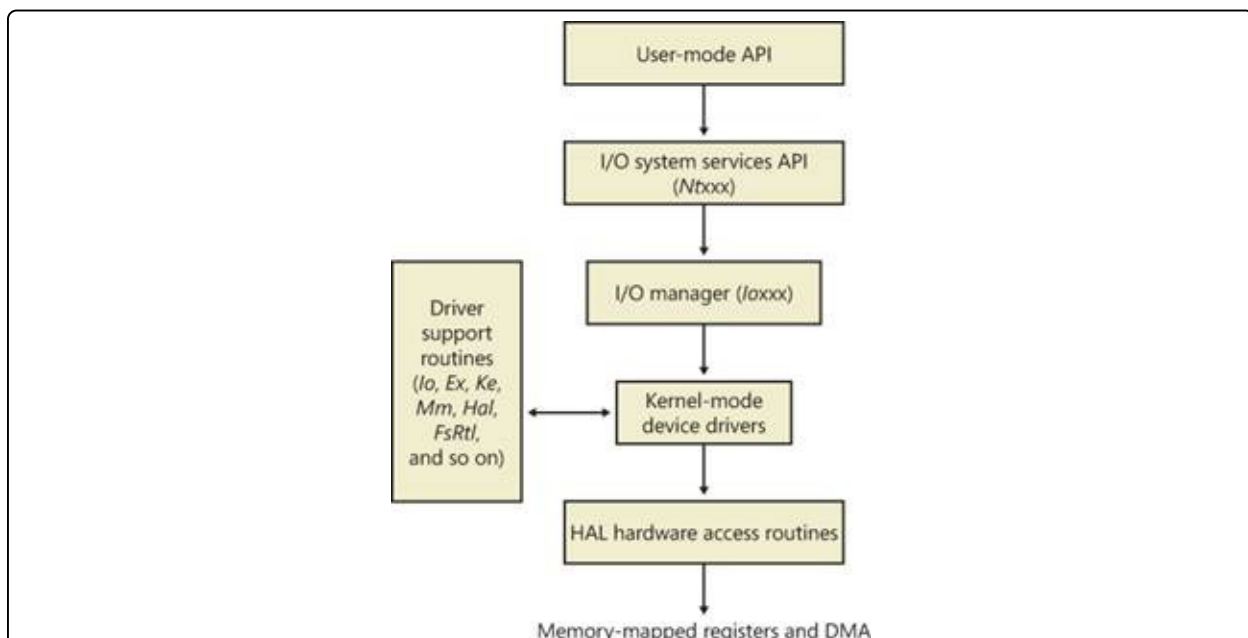 User-mode API
I/O system services API
(Ntxxx)
I/O manager (Ioxxx)
Driver
support
routines
(Io, Ex, Ke,
Mm, Hal,
FsRtl,
and so on)
Kernel-mode
device drivers
HAL hardware access routines
Memory-mapped registers and DMA